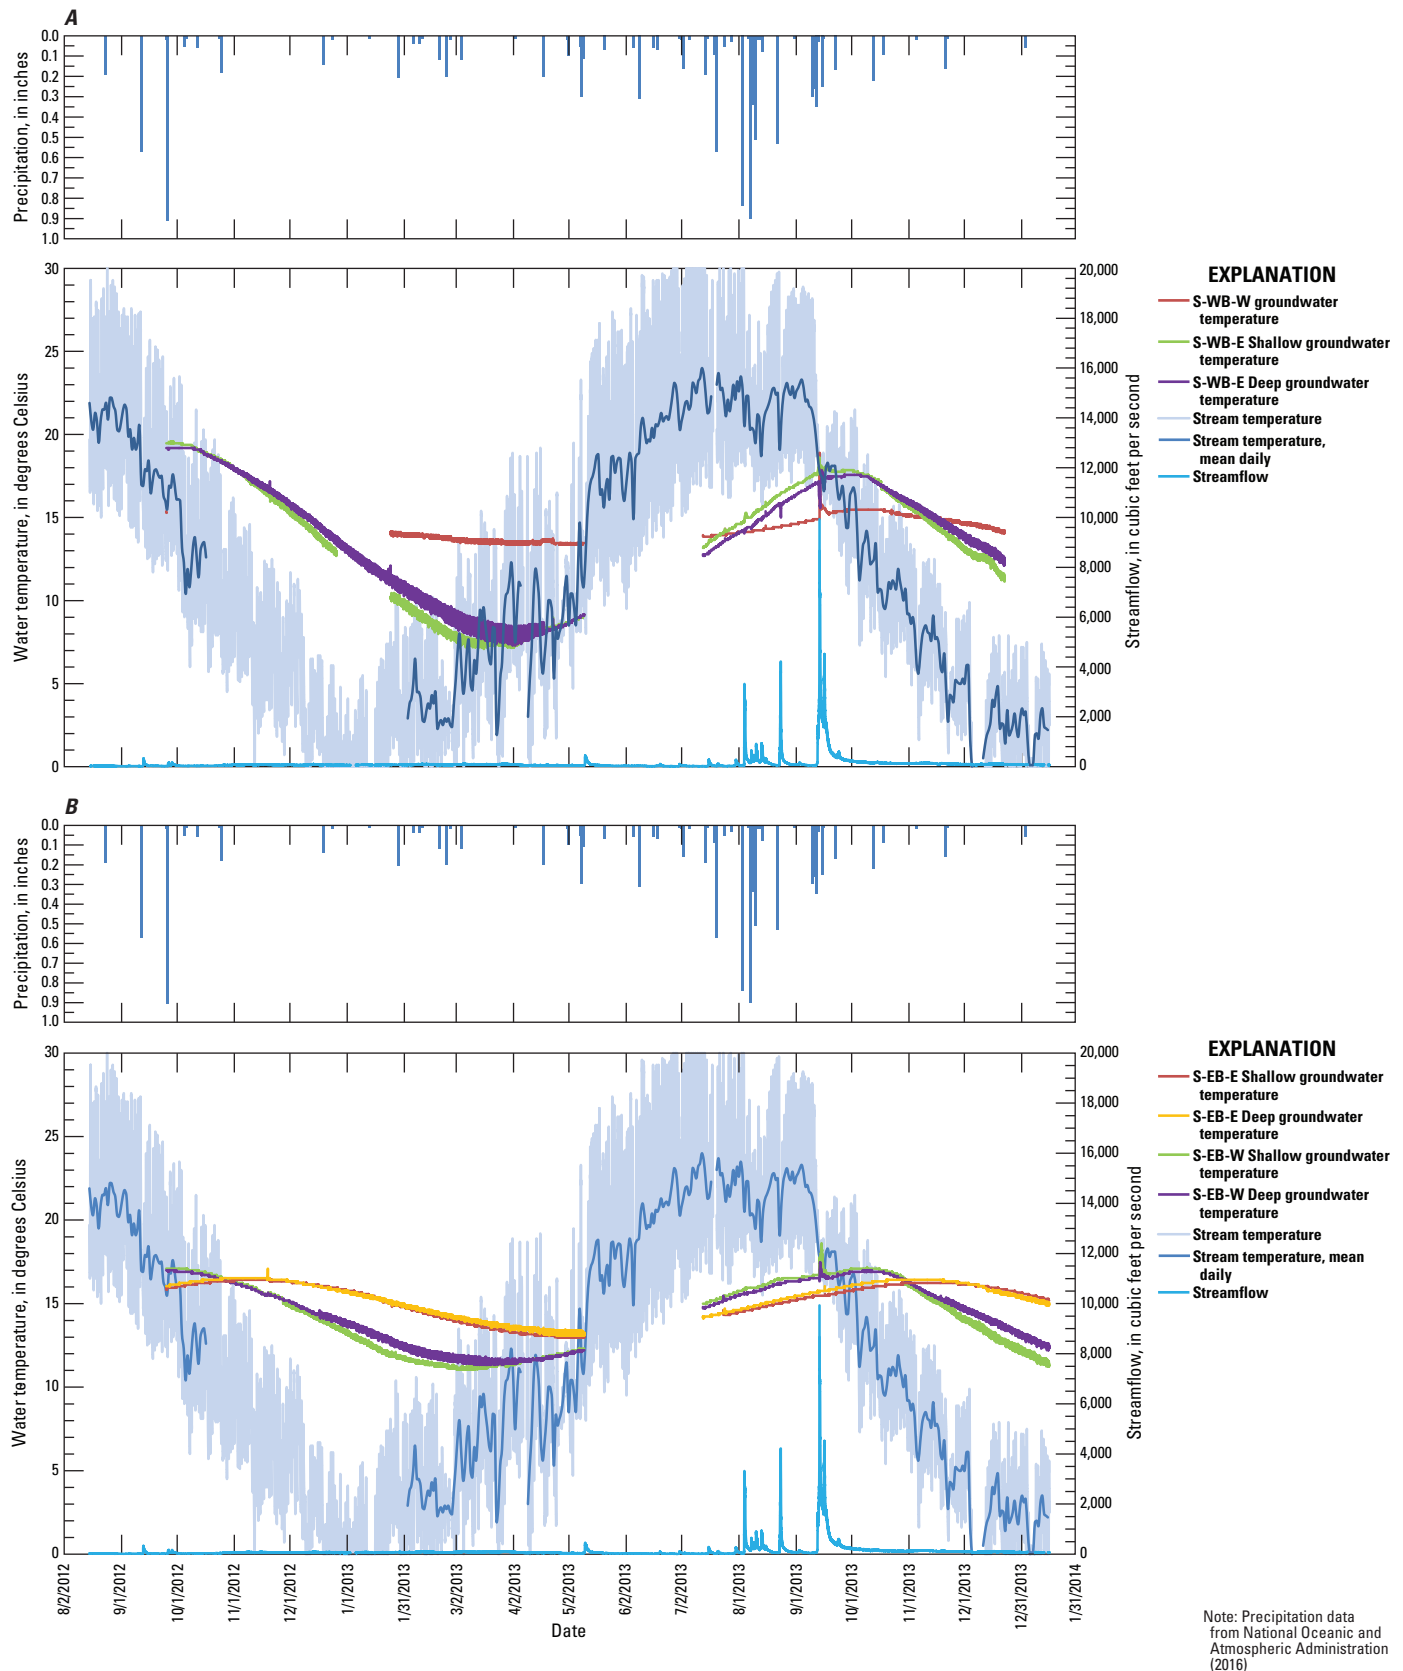 A
Precipitation, in inches
0.0
0.1
0.2
0.3
0.4
0.5
0.6
0.7
0.8
0.9
1.0
Water temperature, in degrees Celsius
30
25
20
15
10
5
0
20,000
18,000
16,000
14,000
12,000
10,000
8,000
6,000
4,000
2,000
0
Streamflow, in cubic feet per second
EXPLANATION
S-WB-W groundwater
temperature
S-WB-E Shallow groundwater
temperature
S-WB-E Deep groundwater
temperature
Stream temperature
Stream temperature,
mean daily
Streamflow
B
Precipitation, in inches
0.0
0.1
0.2
0.3
0.4
0.5
0.6
0.7
0.8
0.9
1.0
Water temperature, in degrees Celsius
30
25
20
15
10
5
0
20,000
18,000
16,000
14,000
12,000
10,000
8,000
6,000
4,000
2,000
0
Streamflow, in cubic feet per second
EXPLANATION
S-EB-E Shallow groundwater
temperature
S-EB-E Deep groundwater
temperature
S-EB-W Shallow groundwater
temperature
S-EB-W Deep groundwater
temperature
Stream temperature
Stream temperature, mean
daily
Streamflow
8/2/2012
9/1/2012
10/1/2012
11/1/2012
12/1/2012
1/1/2013
1/31/2013
3/2/2013
4/2/2013
5/2/2013
6/2/2013
7/2/2013
8/1/2013
9/1/2013
10/1/2013
11/1/2013
12/1/2013
12/31/2013
1/31/2014
Date
Note: Precipitation data
from National Oceanic and
Atmospheric Administration
(2016)